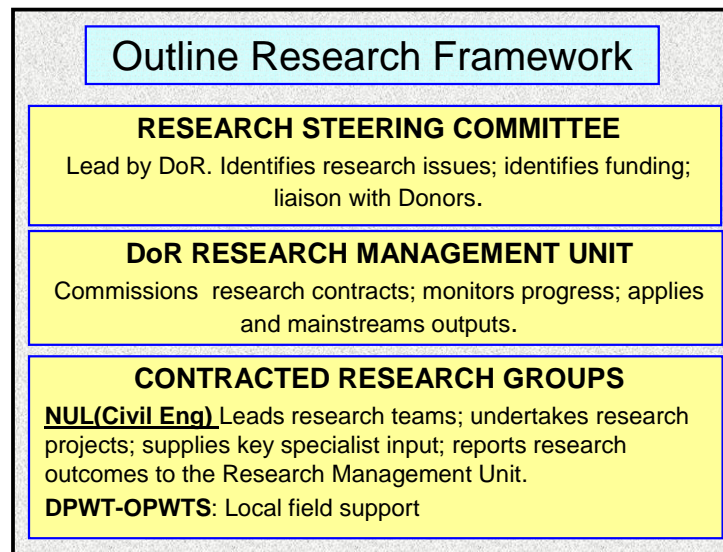 Outline Research Framework
RESEARCH STEERING COMMITTEE
Lead by DoR. Identifies research issues; identifies funding;
liaison with Donors.
DoR RESEARCH MANAGEMENT UNIT
Commissions research contracts; monitors progress; applies
and mainstreams outputs.
CONTRACTED RESEARCH GROUPS
NUL(Civil Eng) Leads research teams; undertakes research
projects; supplies key specialist input; reports research
outcomes to the Research Management Unit.
DPWT-OPWTS: Local field support